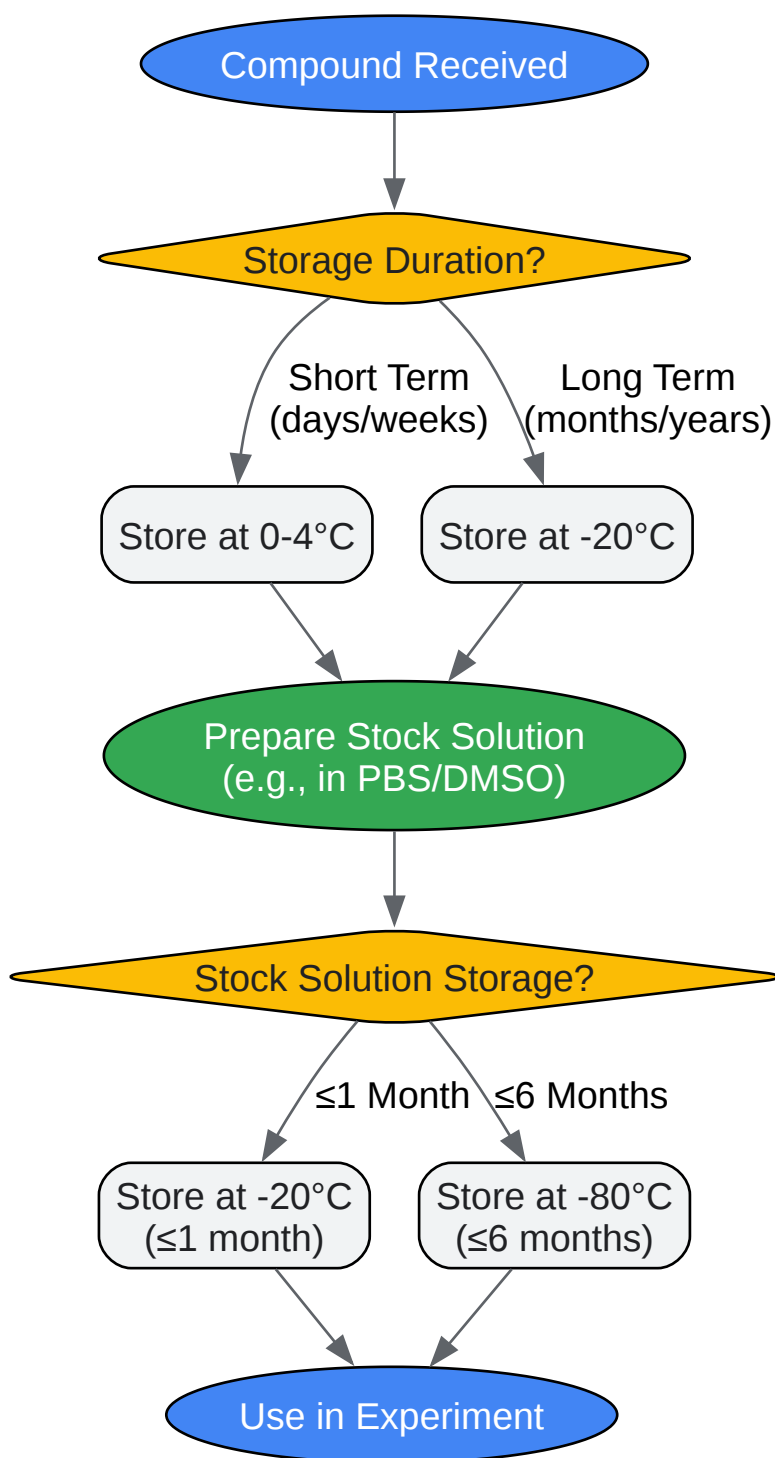 Compound Received
Storage Duration?
Short Term
(days/weeks)
Long Term
(months/years)
Store at 0-4°C
Store at -20°C
Prepare Stock Solution
(e.g., in PBS/DMSO)
Stock Solution Storage?
≤1 Month
≤6 Months
Store at -20°C
(≤1 month)
Store at -80°C
(≤6 months)
Use in Experiment